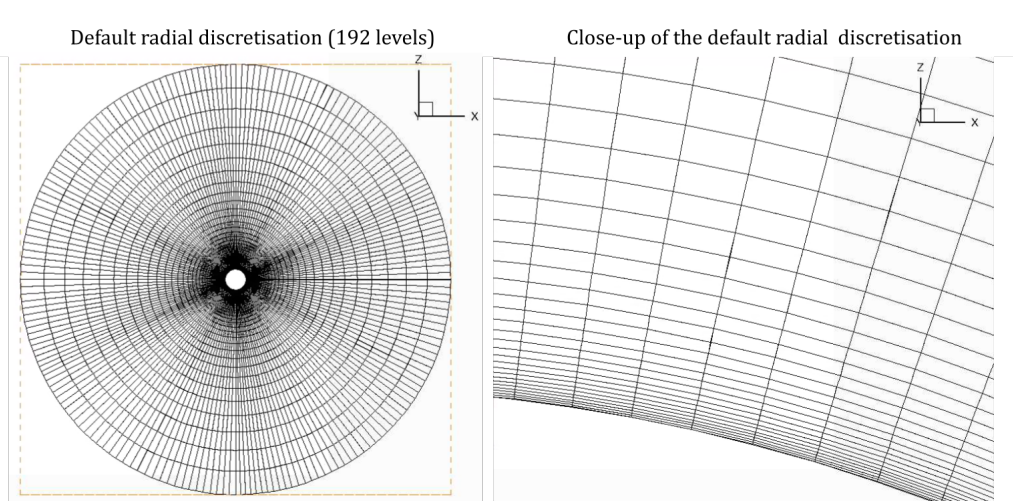 Default radial discretisation (192 levels)
Close-up of the default radial discretisation
Z
X
Y
Z
X
Y